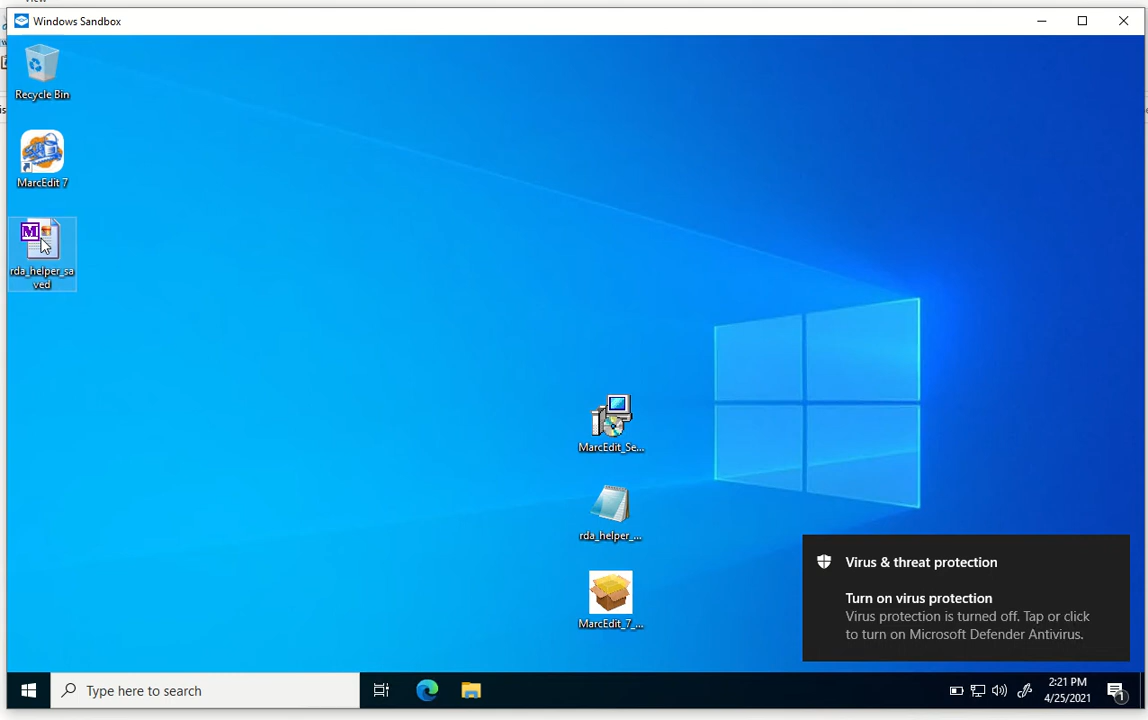 Windows Sandbox
Recycle Bin
MarcEdit 7
M
rda_helper_sa
ved
MarcEdit_Se...
rda_helper_...
MarcEdit_7_...
Virus & threat protection
Turn on virus protection
Virus protection is turned off. Tap or click
to turn on Microsoft Defender Antivirus.
Type here to search
2:21 PM
4/25/2021
1